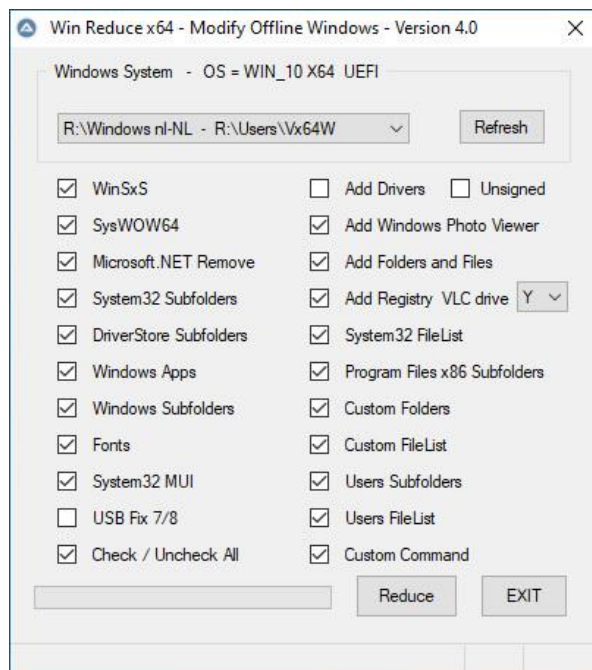 Win Reduce x64 - Modify Offline Windows - Version 4.0
Windows System - OS = WIN_10 X64 UEFI
R:\Windows nl-NL - R:\Users\Vx64W
Refresh
WinSxS
Add Drivers
Unsigned
SysWOW64
Add Windows Photo Viewer
Microsoft.NET Remove
Add Folders and Files
System32 Subfolders
Add Registry VLC drive
Y
DriverStore Subfolders
System32 FileList
Windows Apps
Program Files x86 Subfolders
Windows Subfolders
Custom Folders
Fonts
Custom FileList
System32 MUI
Users Subfolders
USB Fix 7/8
Users FileList
Check / Uncheck All
Custom Command
Reduce
EXIT